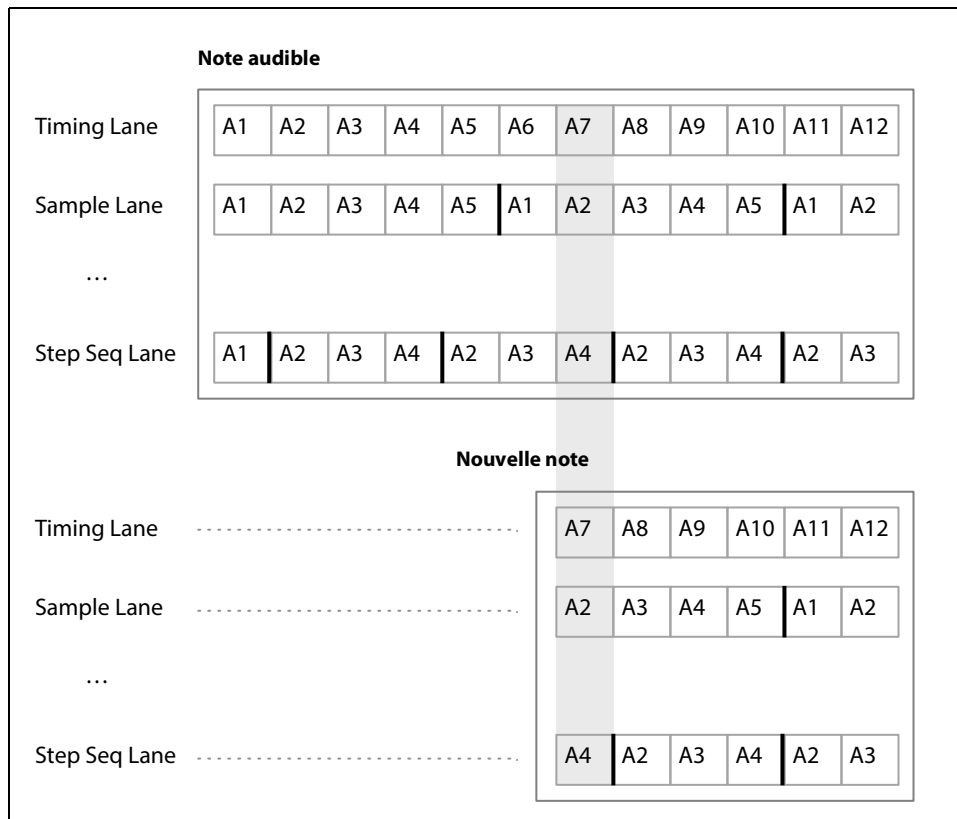 Note audible
Timing Lane A1 A2 A3 A4 A5 A6 A7 A8 A9 A10 A11 A12
Sample Lane A1 A2 A3 A4 A5 A1 A2 A3 A4 A5 A1 A2
...
Step Seq Lane A1 A2 A3 A4 A2 A3 A4 A2 A3 A4 A2 A3
Nouvelle note
Timing Lane A7 A8 A9 A10 A11 A12
Sample Lane A2 A3 A4 A5 A1 A2
...
Step Seq Lane A4 A2 A3 A4 A2 A3